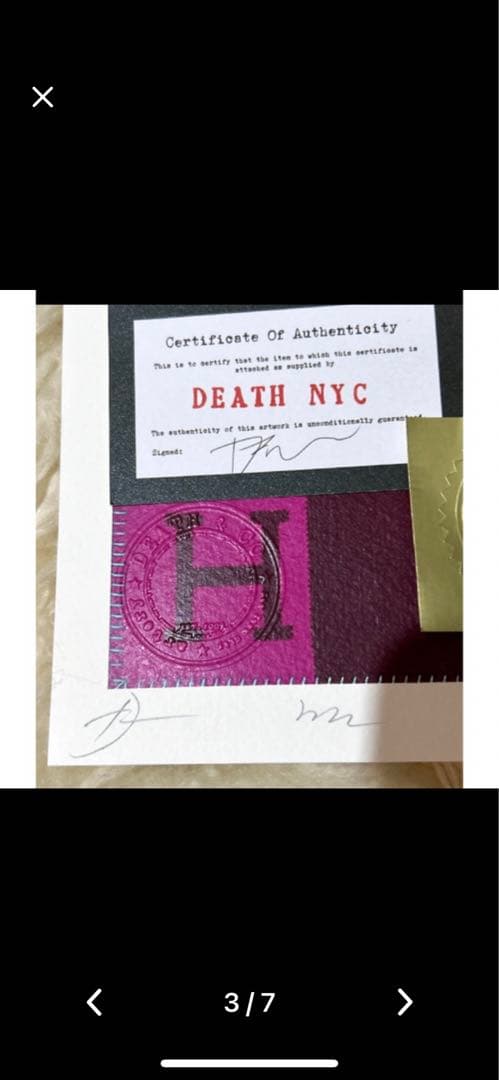 Certificate Of Authenticity
This is to certify that the item to which this certificate is
attached as supplied by
DEATH NYC
The authenticity of this artwork is unconditionally guaranteed
Signed:
H
3/7